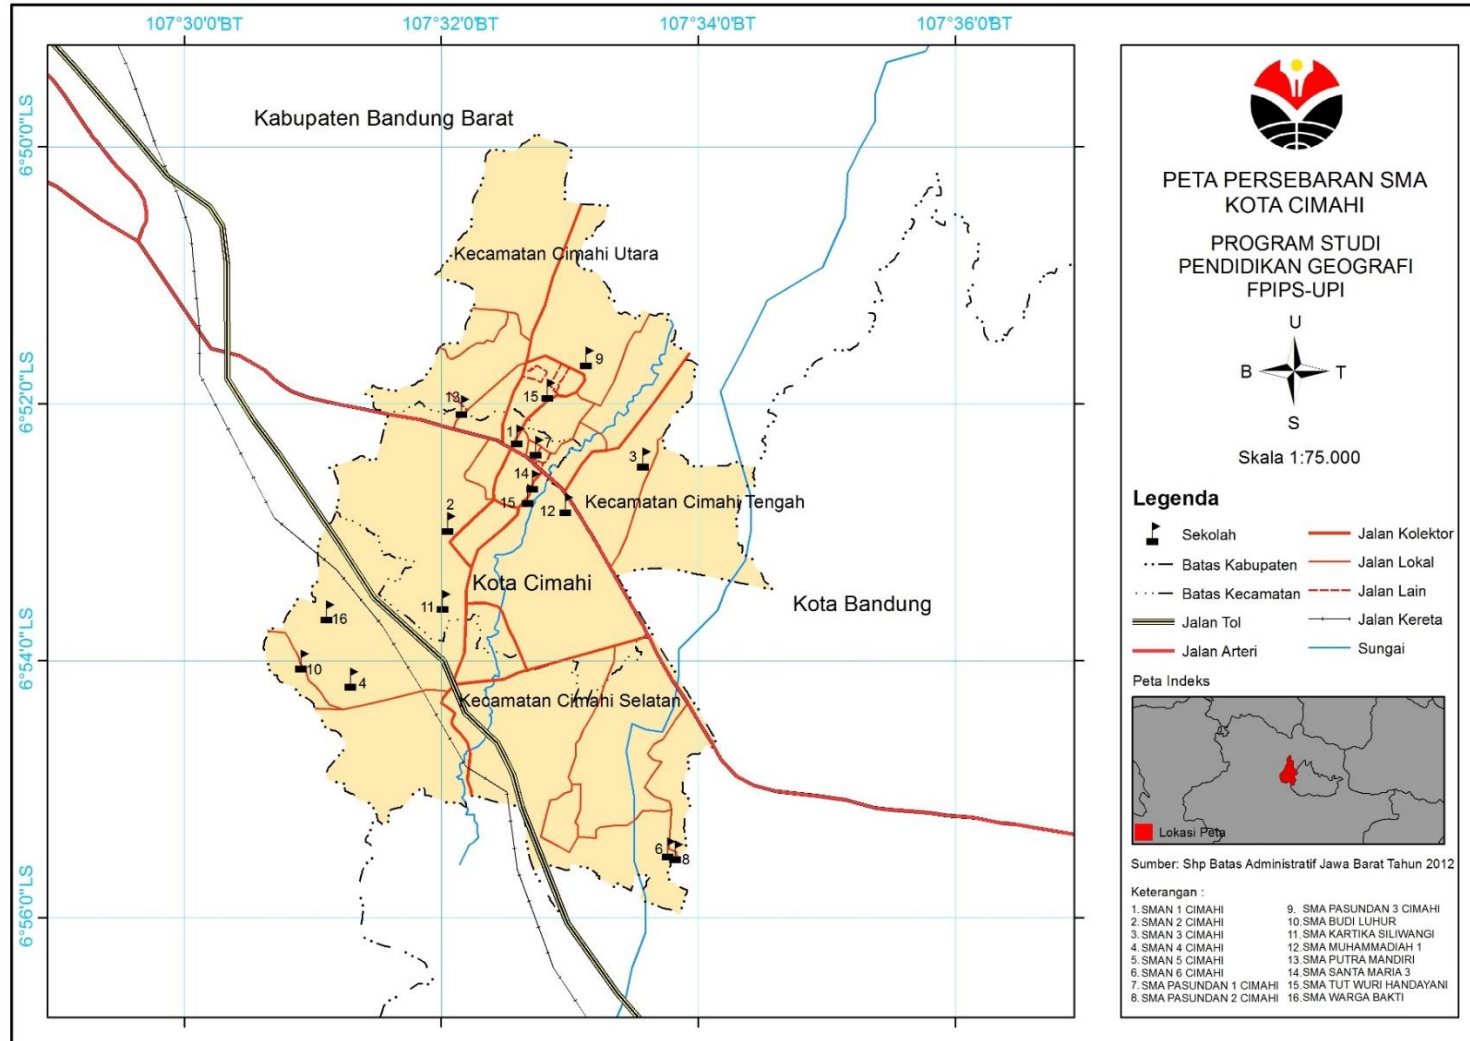 107°30'0"BT
107°32'0"BT
107°34'0"BT
107°36'0"BT
6°50'0"LS
6°52'0"LS
6°54'0"LS
6°56'0"LS
Kabupaten Bandung Barat
Kecamatan Cimahi Utara
9
15
13
1
7
3
14
15
12
Kecamatan Cimahi Tengah
2
Kota Cimahi
Kota Bandung
11
16
10
4
Kecamatan Cimahi Selatan
6
8
PETA PERSEBARAN SMA
KOTA CIMAHI
PROGRAM STUDI
PENDIDIKAN GEOGRAFI
FPIPS-UPI
U
B
T
S
Skala 1:75.000
Legenda
Sekolah
Batas Kabupaten
Batas Kecamatan
Jalan Tol
Jalan Arteri
Jalan Kolektor
Jalan Lokal
Jalan Lain
Jalan Kereta
Sungai
Peta Indeks
Lokasi Peta
Sumber: Shp Batas Administratif Jawa Barat Tahun 2012
Keterangan :
1. SMAN 1 CIMAHI
2. SMAN 2 CIMAHI
3. SMAN 3 CIMAHI
4. SMAN 4 CIMAHI
5. SMAN 5 CIMAHI
6. SMAN 6 CIMAHI
7. SMA PASUNDAN 1 CIMAHI
8. SMA PASUNDAN 2 CIMAHI
9. SMA PASUNDAN 3 CIMAHI
10. SMA BUDI LUHUR
11. SMA KARTIKA SILIWANGI
12. SMA MUHAMMADIAH 1
13. SMA PUTRA MANDIRI
14. SMA SANTA MARIA 3
15. SMA TUT WURI HANDAYANI
16. SMA WARGA BAKTI